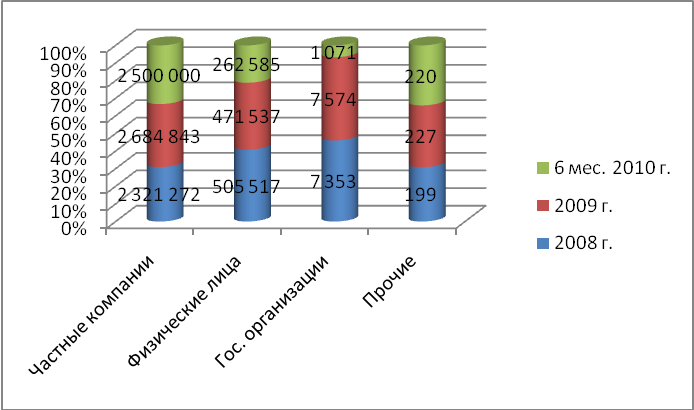 100%
90%
80%
70%
60%
50%
40%
30%
20%
10%
0%
2 500 000
262 585
1 071
220
2 684 843
471 537
7 574
227
2 321 272
505 517
7 353
199
Частные компании
Физические лица
Гос. организации
Прочие
6 мес. 2010 г.
2009 г.
2008 г.